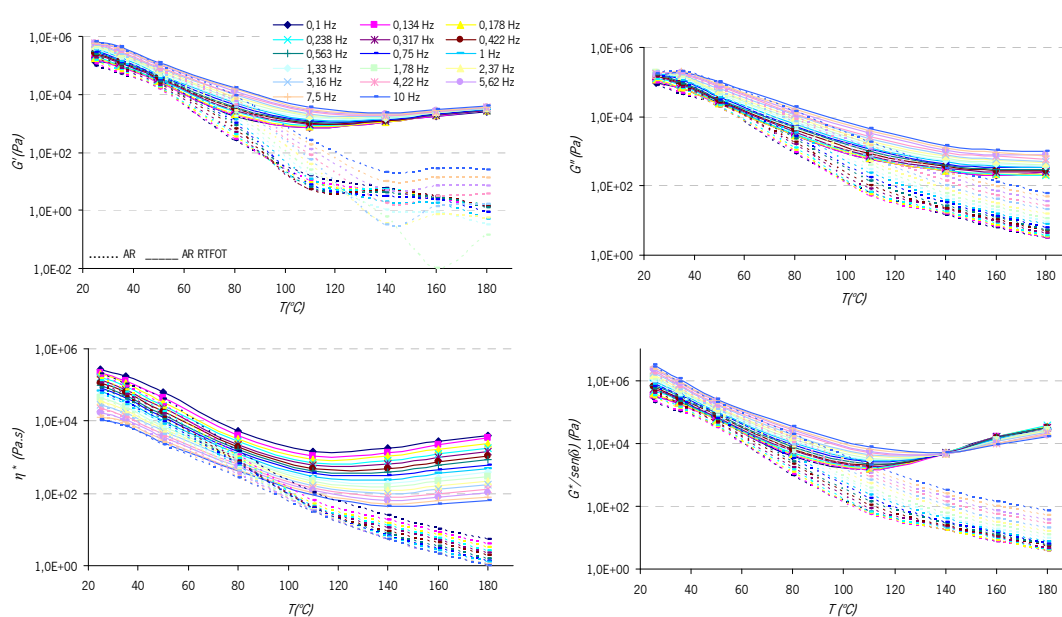 0,1 Hz 0,134 Hz 0,178 Hz
0,238 Hz 0,317 Hx 0,422 Hz
0,563 Hz 0,75 Hz 1 Hz
1,33 Hz 1,78 Hz 2,37 Hz
3,16 Hz 4,22 Hz 5,62 Hz
7,5 Hz 10 Hz
1,0E+06
1,0E+04
1,0E+02
1,0E+00
1,0E-02
G' (Pa)
....... AR _____ AR RTFOT
20 40 60 80 100 120 140 160 180
T(°C)
1,0E+06
1,0E+04
1,0E+02
1,0E+00
G'' (Pa)
20 40 60 80 100 120 140 160 180
T(°C)
1,0E+06
1,0E+04
1,0E+02
1,0E+00
η* (Pa.s)
20 40 60 80 100 120 140 160 180
T(°C)
1,0E+06
1,0E+04
1,0E+02
1,0E+00
G*/sen(δ) (Pa)
20 40 60 80 100 120 140 160 180
T (°C)